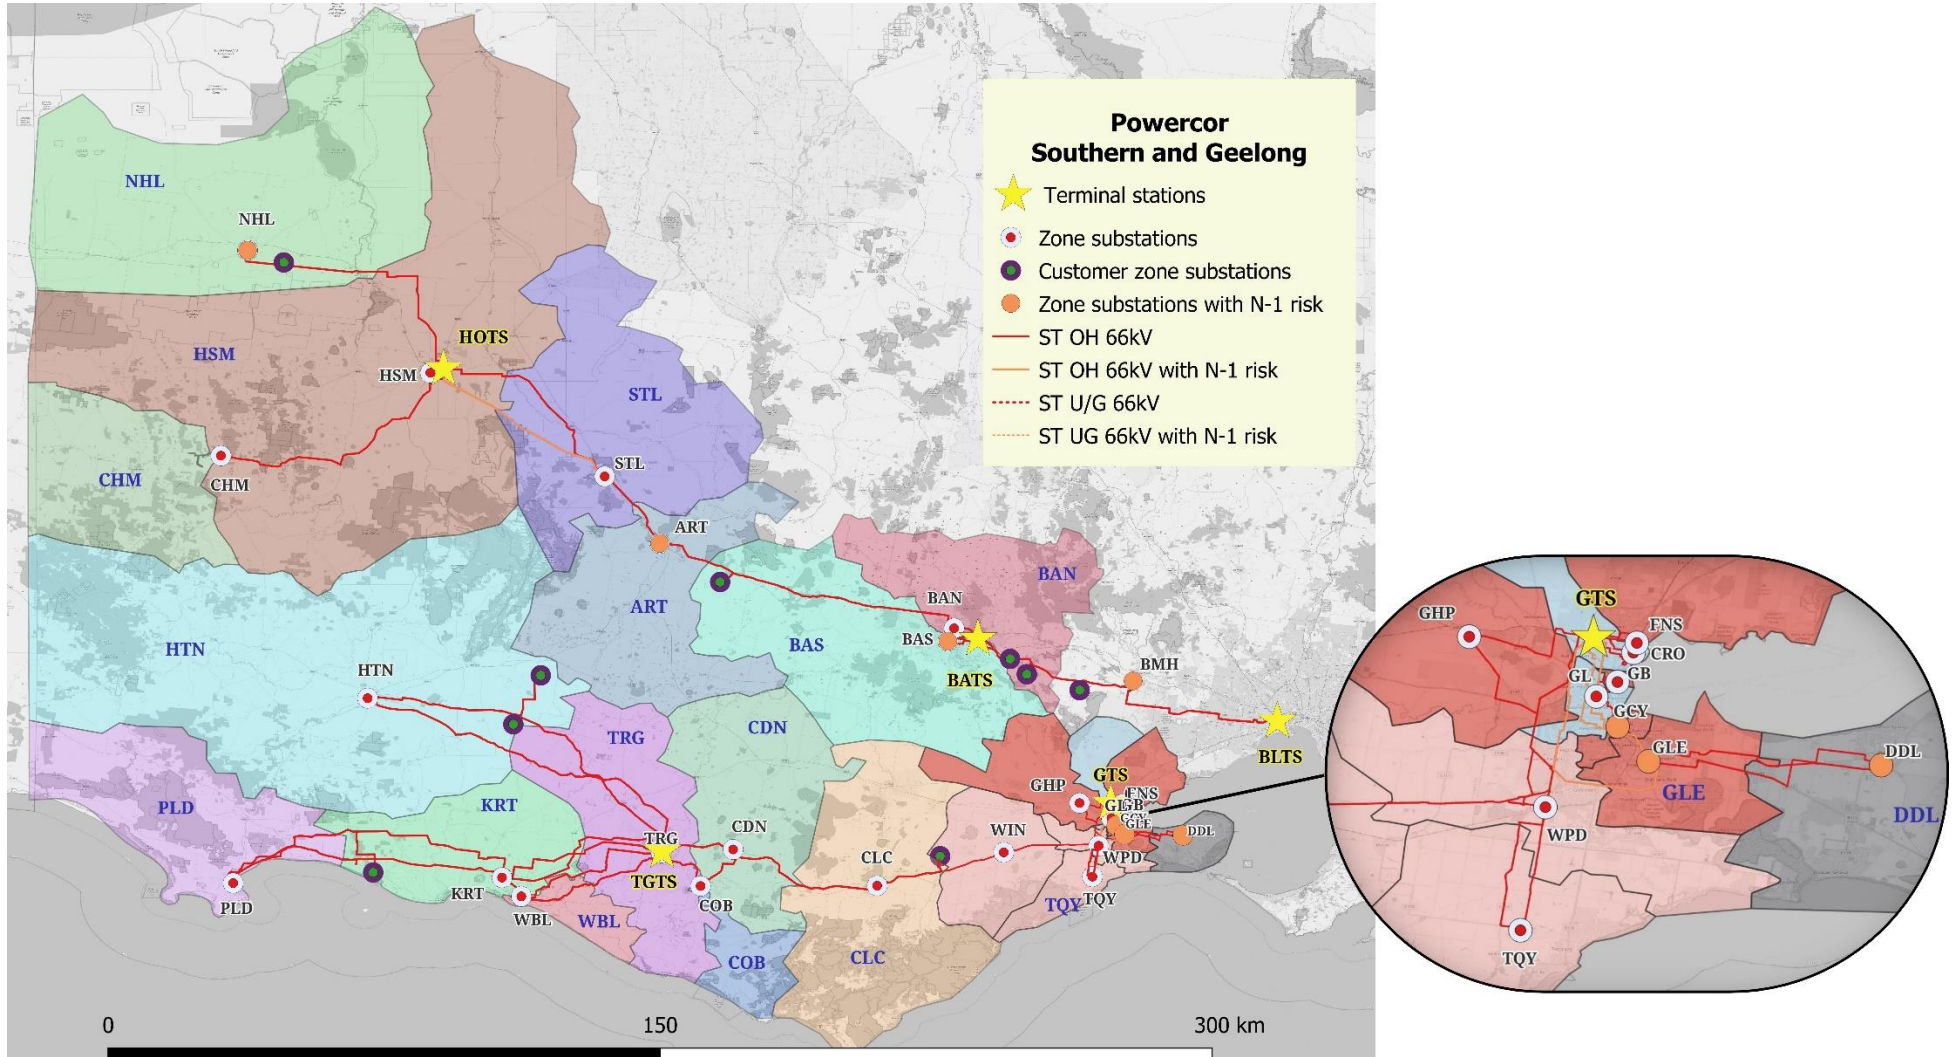 Powercor
Southern and Geelong
Terminal stations
Zone substations
Customer zone substations
Zone substations with N-1 risk
ST OH 66kV
ST OH 66kV with N-1 risk
ST U/G 66kV
ST UG 66kV with N-1 risk
NHL
NHL
HOTS
HSM
HSM
STL
STL
CHM
CHM
ART
ART
BAN
BAN
BAS
BAS
BATS
BMH
BLTS
HTN
HTN
TRG
CDN
KRT
PLD
PLD
KRT
WBL
WBL
TRG
TGTS
CDN
COB
COB
CLC
CLC
WIN
GHP
GTS
FNS
GL
GB
GCY
GLE
DDL
WPD
TQY
TQY
GTS
GHP
FNS
CRO
GL
GB
GCY
GLE
GLE
DDL
DDL
WPD
TQY
0
150
300 km